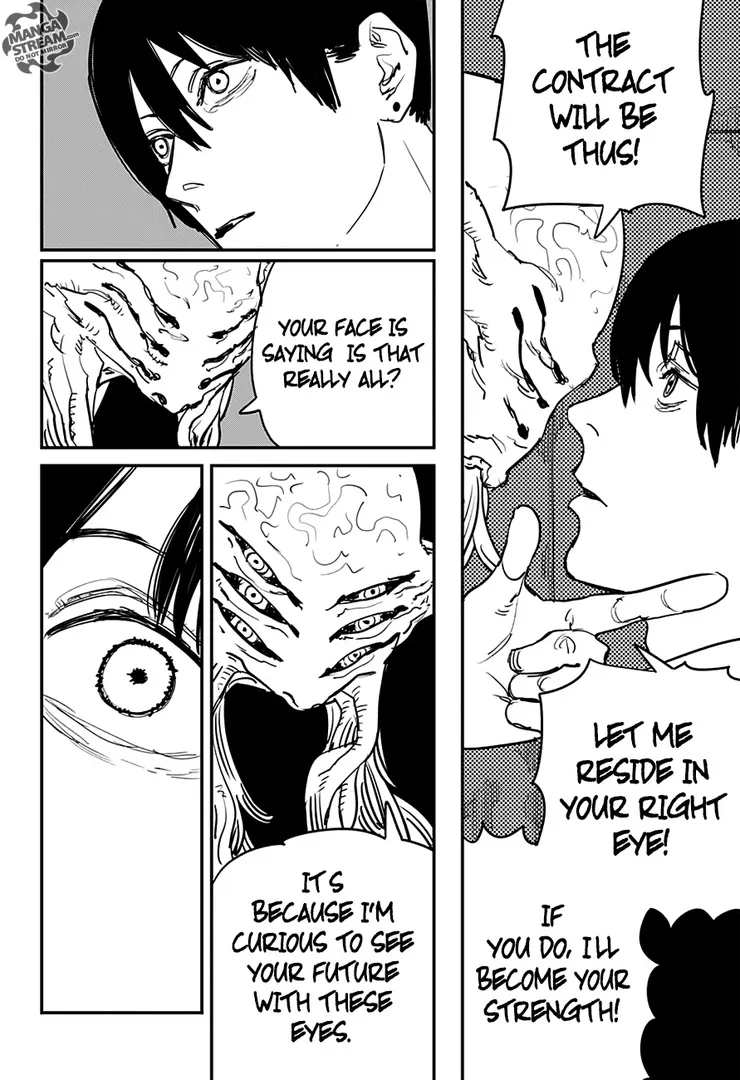 THE
CONTRACT
WILL BE
THUS!
LET ME
RESIDE IN
YOUR RIGHT
EYE!
IF
YOU DO, I'LL
BECOME YOUR
STRENGTH!
MANGA
STREAM.COM
DO NOT MIRROR
YOUR FACE IS
SAYING IS THAT
REALLY ALL?
IT'S
BECAUSE I'M
CURIOUS TO SEE
YOUR FUTURE
WITH THESE
EYES.